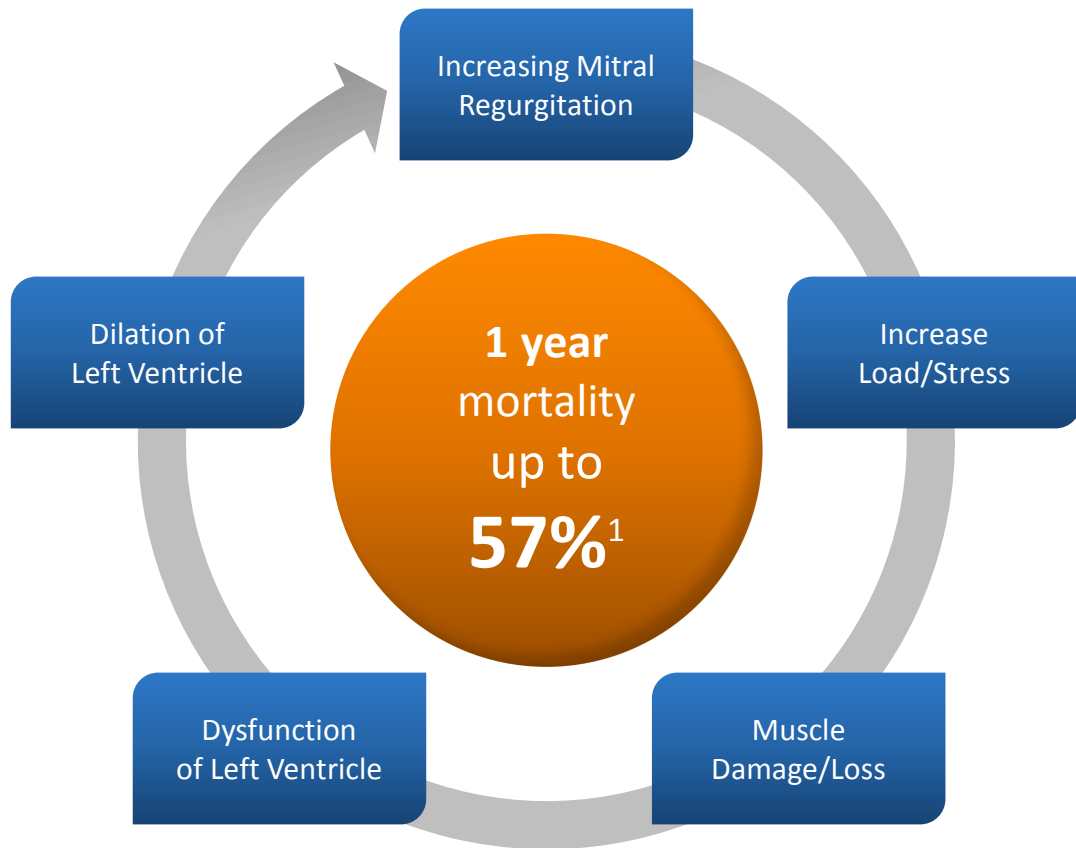 Increasing Mitral
Regurgitation
Increase
Load/Stress
Muscle
Damage/Loss
Dysfunction
of Left Ventricle
Dilation of
Left Ventricle
1 year
mortality
up to
57%¹